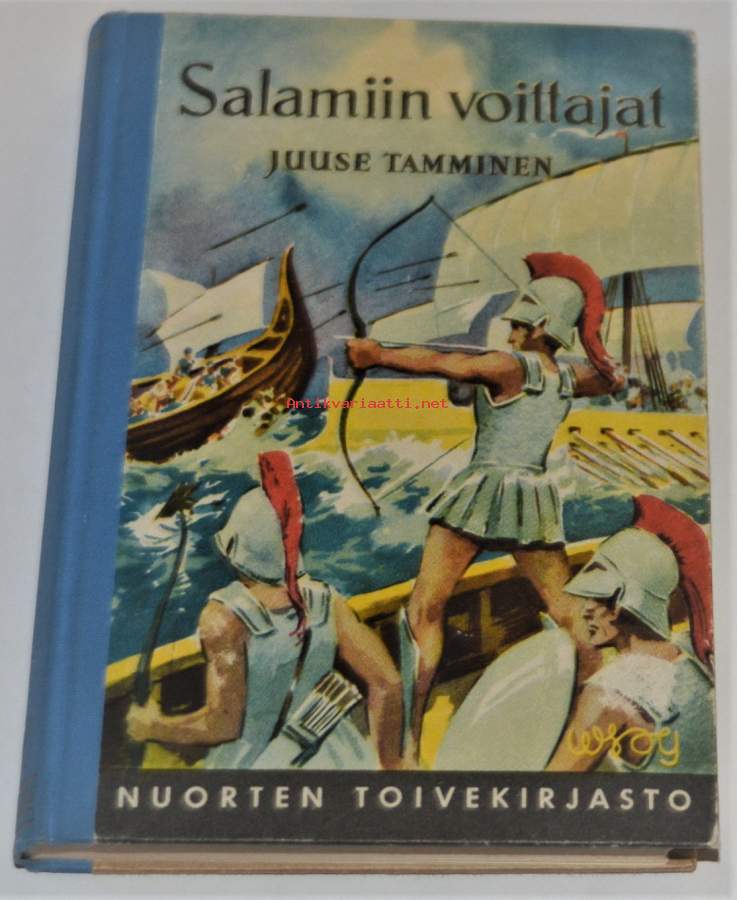 Salamiin voittajat
JUUSE TAMMINEN
Antikvariaatti.net
wsoy
NUORTEN TOIVEKIRJASTO